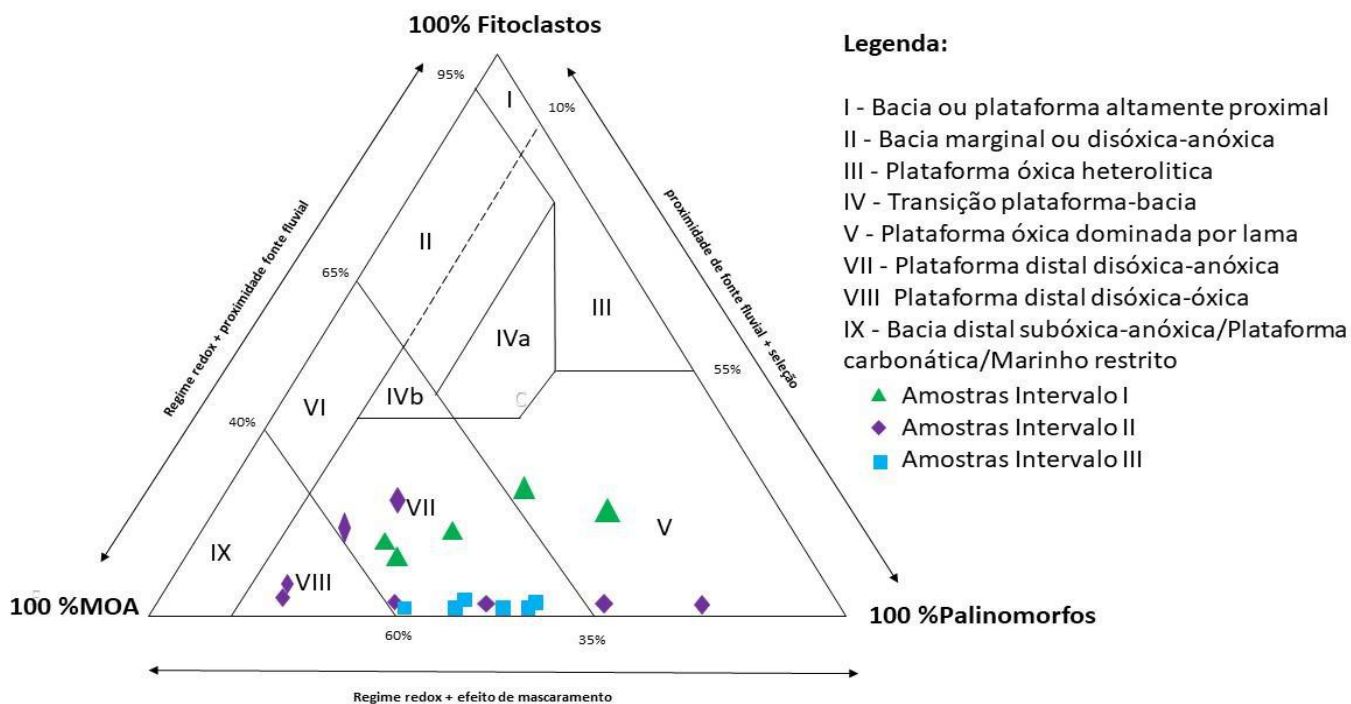 100% Fitoclastos
Legenda:
95%
I
10%
I - Bacia ou plataforma altamente proximal
II - Bacia marginal ou disóxica-anóxica
III - Plataforma óxica heterolitica
IV - Transição plataforma-bacia
V - Plataforma óxica dominada por lama
VII - Plataforma distal disóxica-anóxica
VIII Plataforma distal disóxica-óxica
IX - Bacia distal subóxica-anóxica/Plataforma
carbonática/Marinho restrito
Amostras Intervalo I
Amostras Intervalo II
Amostras Intervalo III
Regime redox + proximidade fonte fluvial
proximidade de fonte fluvial + seleção
II
65%
III
IVa
55%
IVb
C
VI
40%
VII
V
IX
VIII
100 %MOA
100 %Palinomorfos
60%
35%
Regime redox + efeito de mascaramento